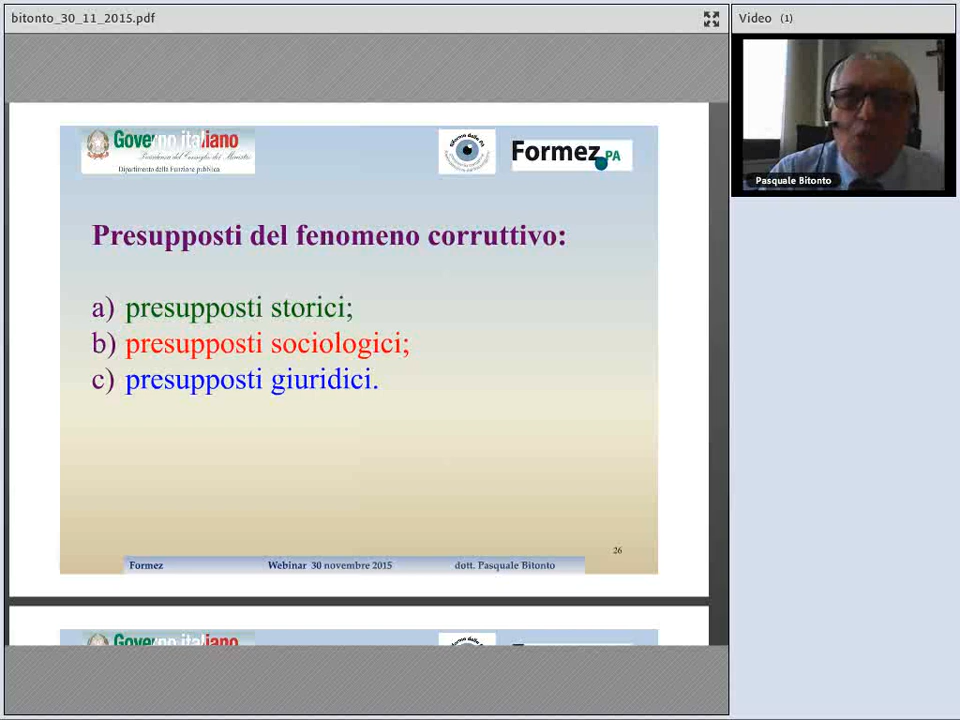 bitonto_30_11_2015.pdf
Video (1)
Pasquale Bitonto
Governo italiano
Presidenza del Consiglio dei Ministri
Dipartimento della Funzione pubblica
Formez PA
Presupposti del fenomeno corruttivo:
a) presupposti storici;
b) presupposti sociologici;
c) presupposti giuridici.
26
Formez Webinar 30 novembre 2015 dott. Pasquale Bitonto
Governo italiano